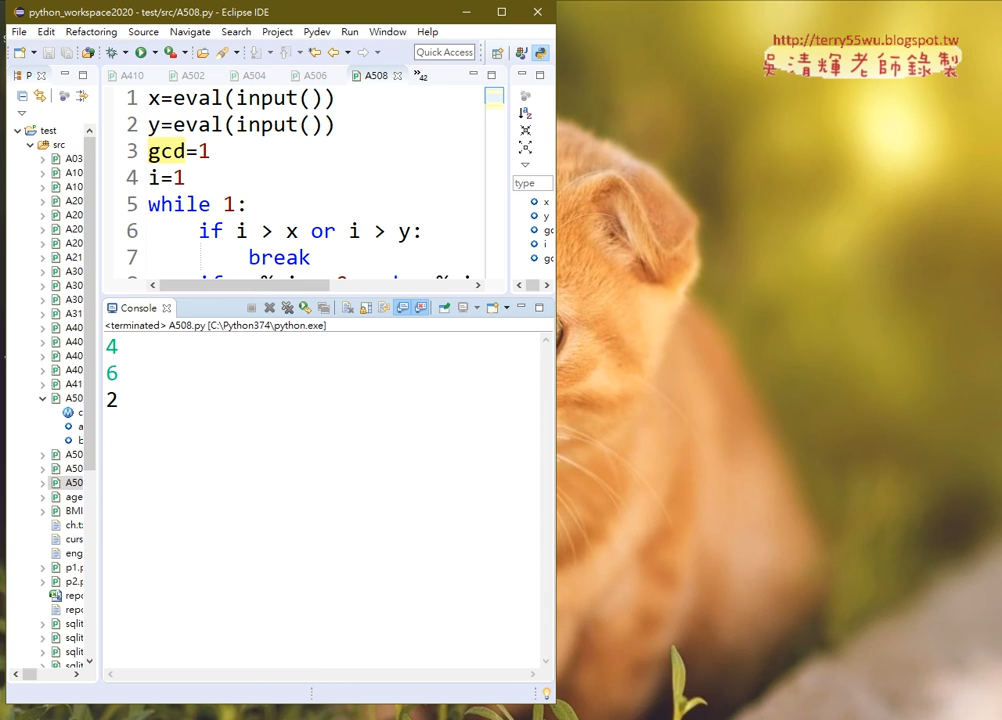 python_workspace2020 - test/src/A508.py - Eclipse IDE
File Edit Refactoring Source Navigate Search Project Pydev Run Window Help
Quick Access
P A410 A502 A504 A506 A508 »42
test
src
A03
A10
A10
A20
A20
A20
A20
A21
A30
A30
A30
A31
A40
A40
A40
A40
A41
A50
c
a
b
A50
A50
A50
age
BMI
ch.t
curs
eng
p1.p
p2.p
repo
repo
sqlit
sqlit
sqlit
1 x=eval(input())
2 y=eval(input())
3 gcd=1
4 i=1
5 while 1:
6 if i > x or i > y:
7 break
type
x
y
gc
i
gc
Console
<terminated> A508.py [C:\Python374\python.exe]
4
6
2
http://terry55wu.blogspot.tw
吳清輝老師錄製